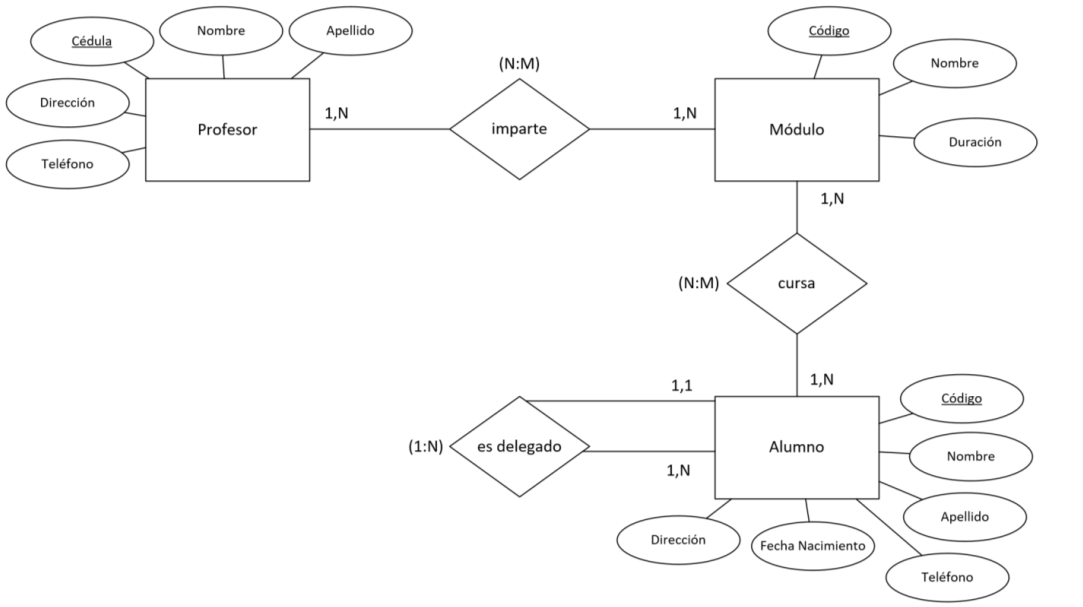 Cédula
Nombre
Apellido
Dirección
Teléfono
Profesor
1,N
(N:M)
imparte
1,N
Módulo
Código
Nombre
Duración
1,N
(N:M)
cursa
1,N
1,1
(1:N)
es delegado
1,N
Alumno
Código
Nombre
Apellido
Teléfono
Fecha Nacimiento
Dirección